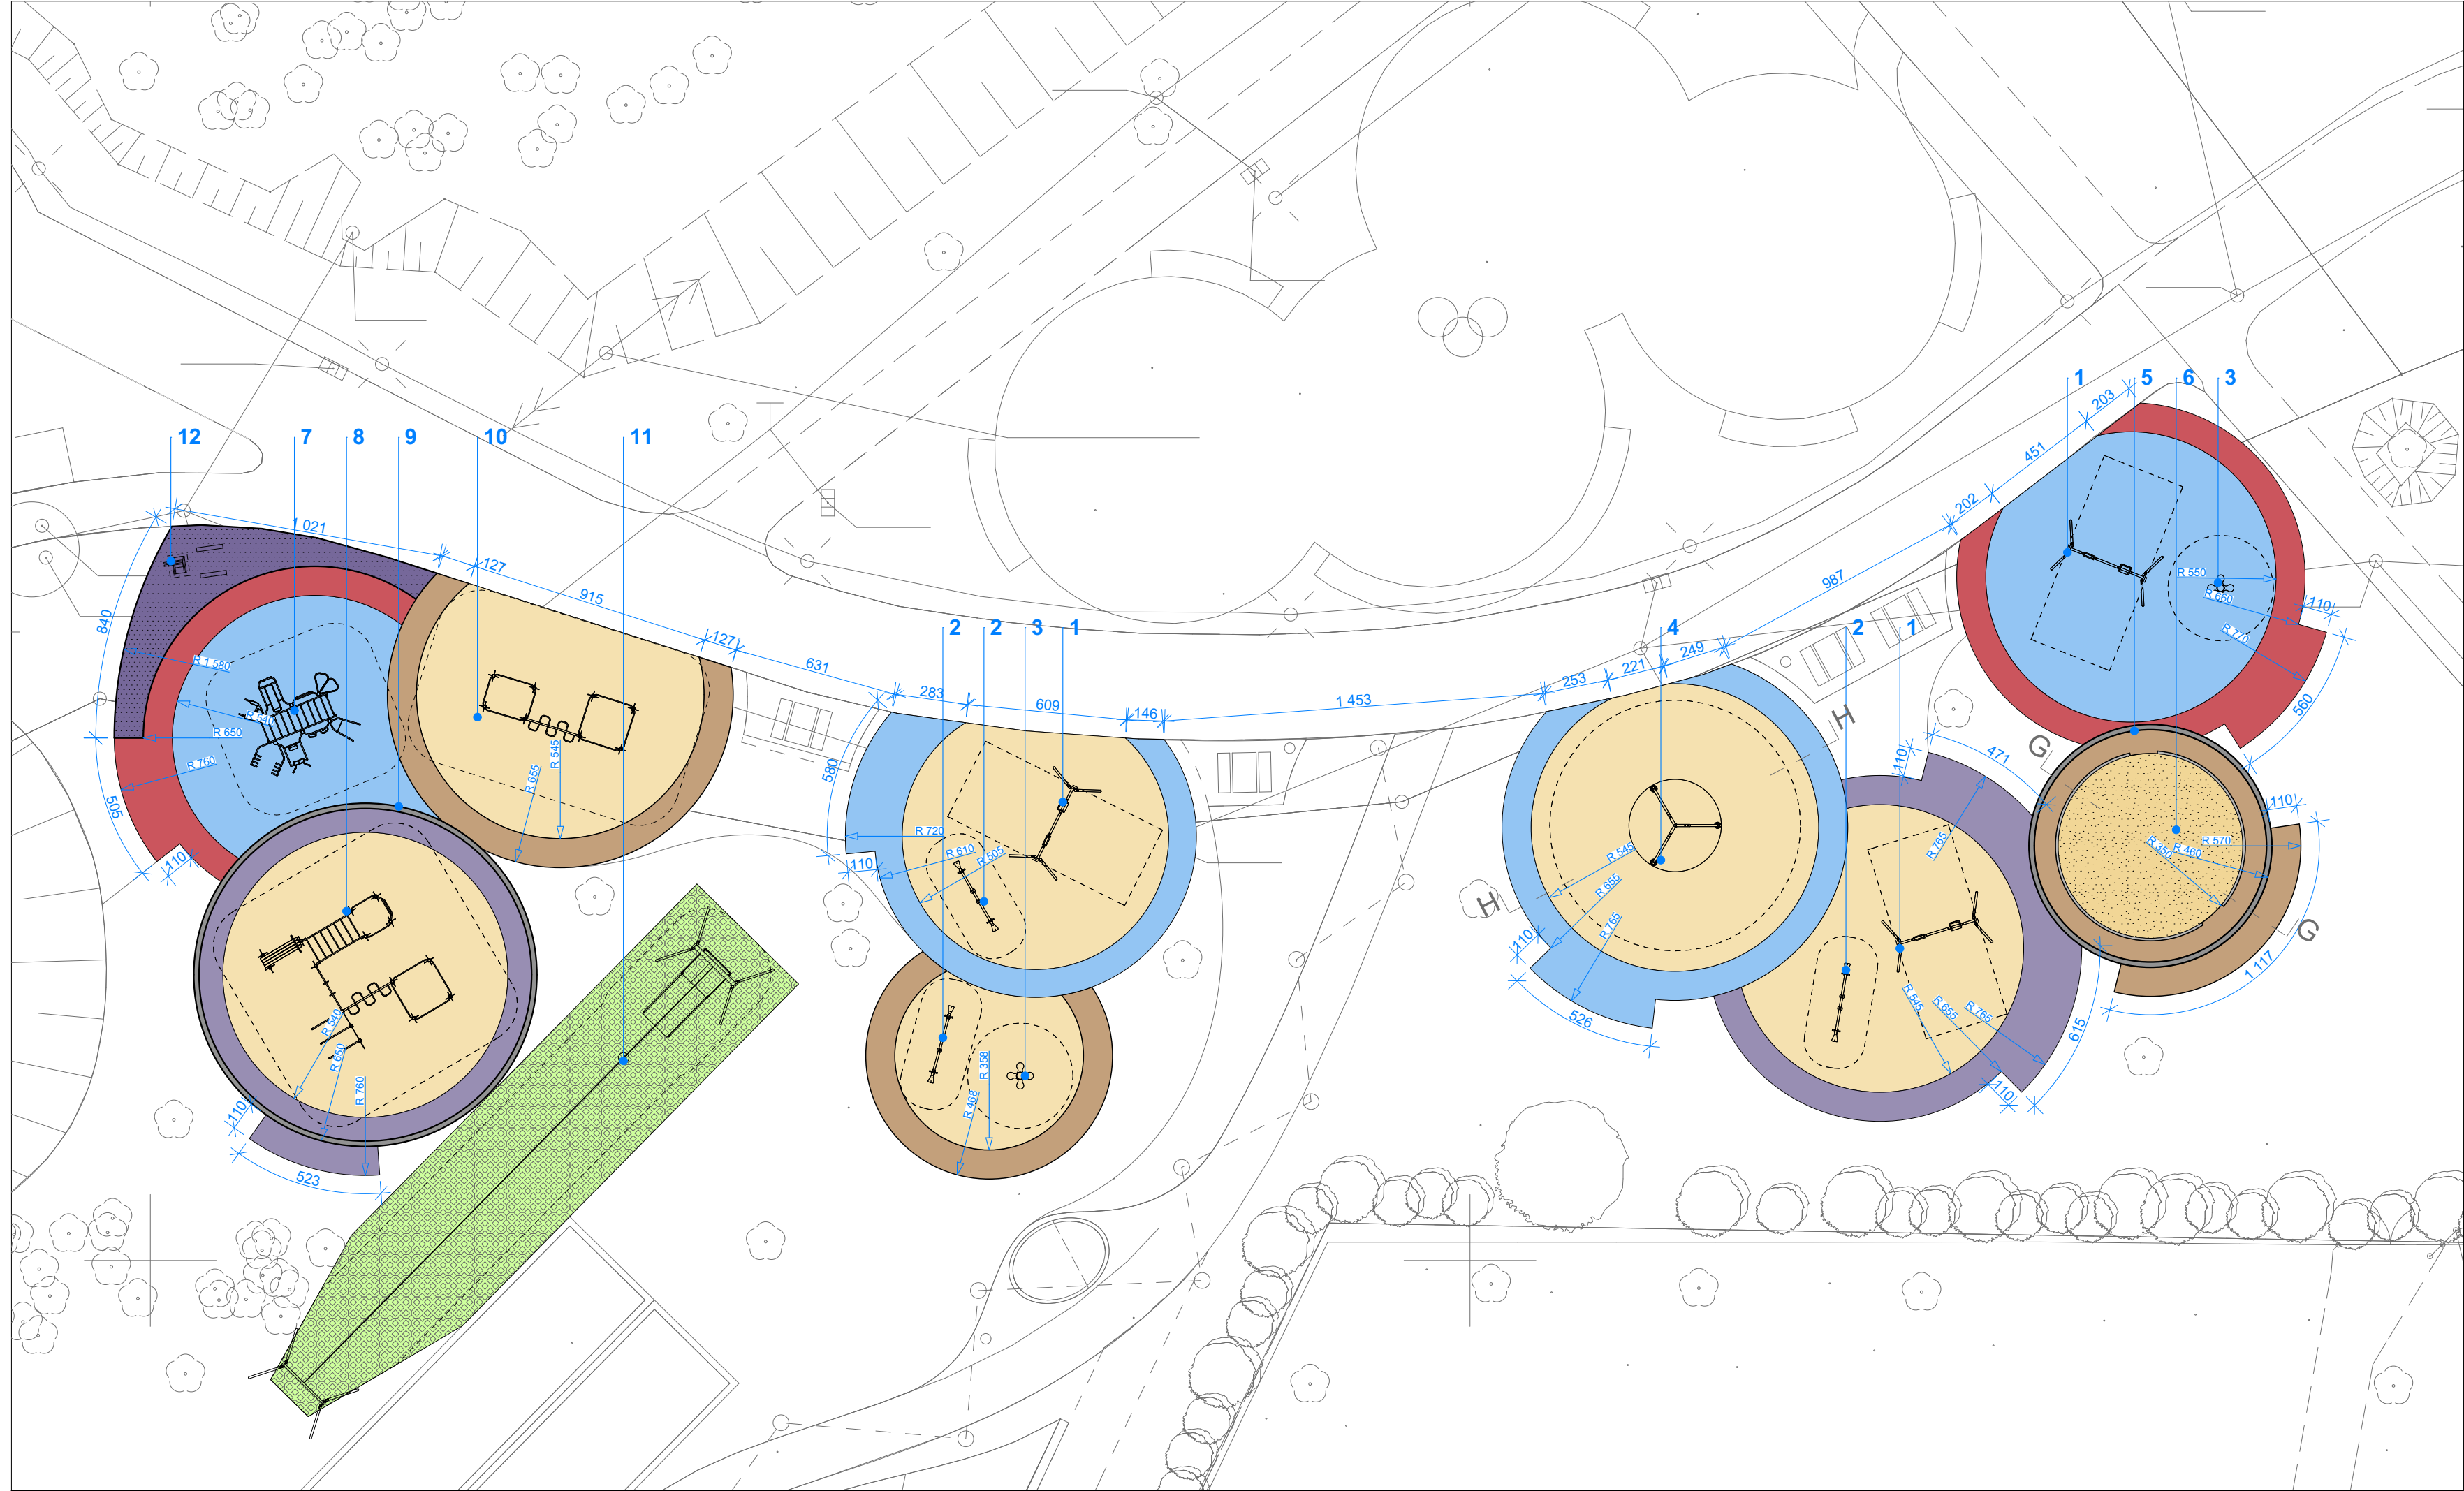 1 5 6 3
203
451
202
987
12 7 8 9 10 11
1 021
127
915
127
631
840
R 1 580
R 540
R 650
R 760
505
110
R 545
R 655
R 540
R 650
R 760
110
523
2 2 3 1
283
609
146
1 453
580
R 720
110
R 610
R 505
R 358
R 468
4 2 1
253
221
249
R 545
R 655
R 765
110
526
H
H
110
471
R 765
R 545
R 655
R 765
110
615
R 550
R 660
110
R 770
560
G
G
110
R 570
R 460
R 350
1 117